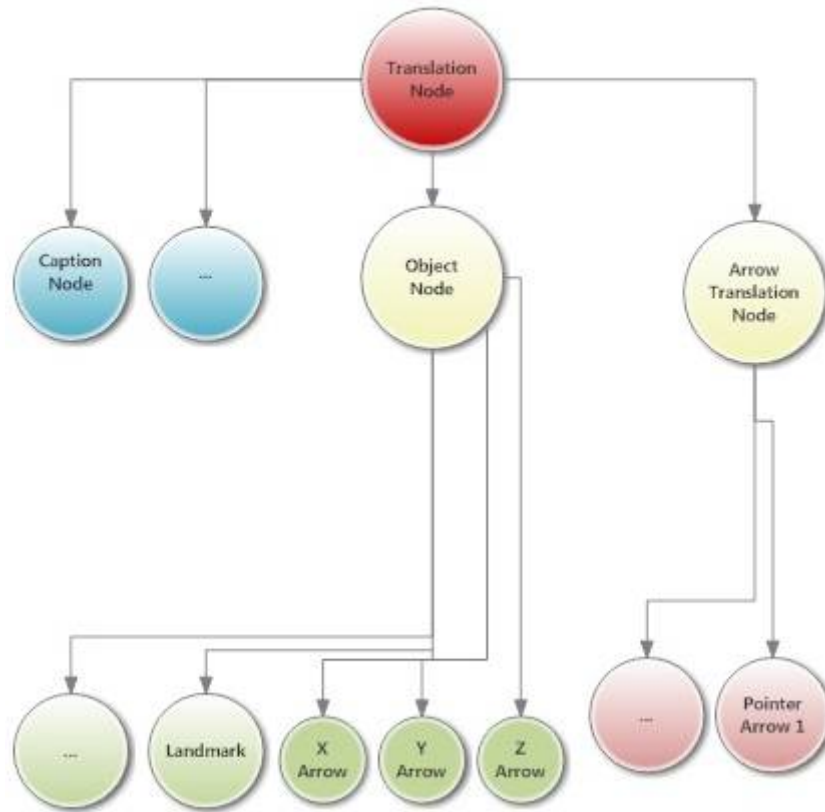 Translation
Node
Caption
Node
...
Object
Node
Arrow
Translation
Node
...
Landmark
X
Arrow
Y
Arrow
Z
Arrow
...
Pointer
Arrow 1